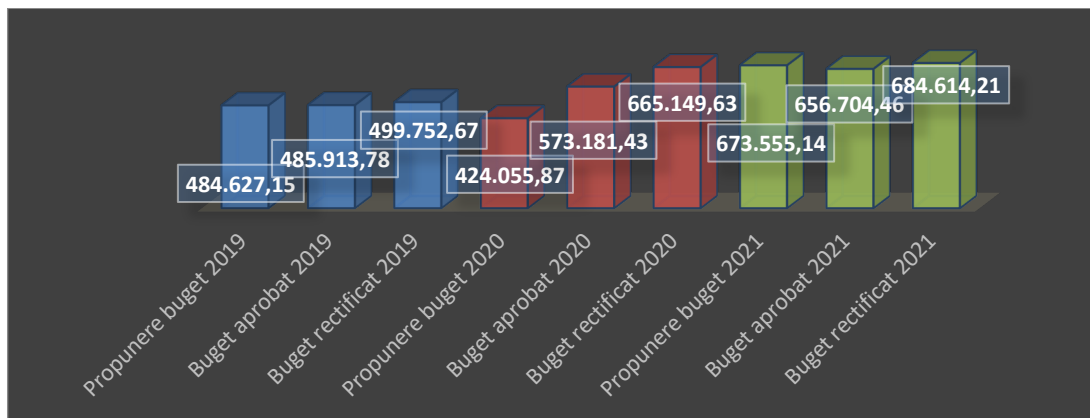 484.627,15
485.913,78
499.752,67
424.055,87
573.181,43
665.149,63
673.555,14
656.704,46
684.614,21
Propunere buget 2019
Buget aprobat 2019
Buget rectificat 2019
Propunere buget 2020
Buget aprobat 2020
Buget rectificat 2020
Propunere buget 2021
Buget aprobat 2021
Buget rectificat 2021